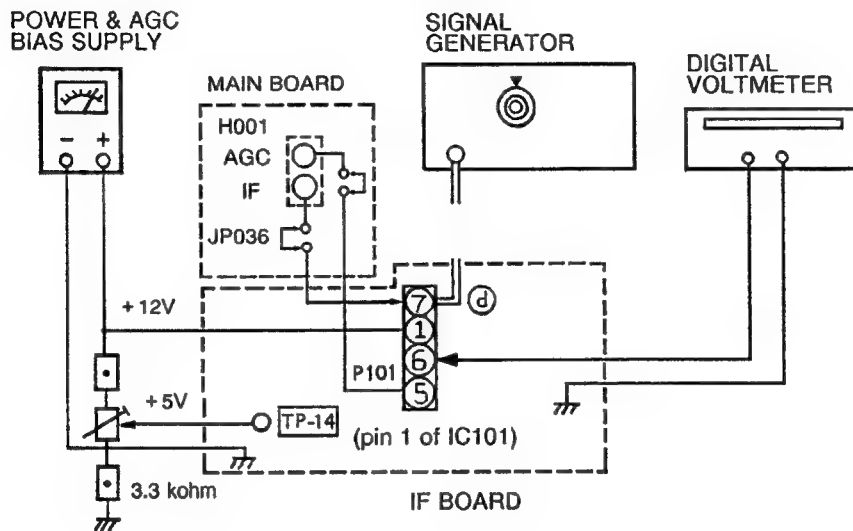 POWER & AGC
BIAS SUPPLY
SIGNAL
GENERATOR
DIGITAL
VOLTMETER
MAIN BOARD
H001
AGC
IF
JP036
- +
+12V
7
d
1
6
P101
5
+5V
TP-14
(pin 1 of IC101)
3.3 kohm
IF BOARD